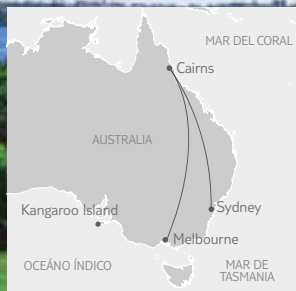 MAR DEL CORAL
Cairns
AUSTRALIA
Kangaroo Island
Sydney
Melbourne
OCEÁNO ÍNDICO
MAR DE
TASMANIA